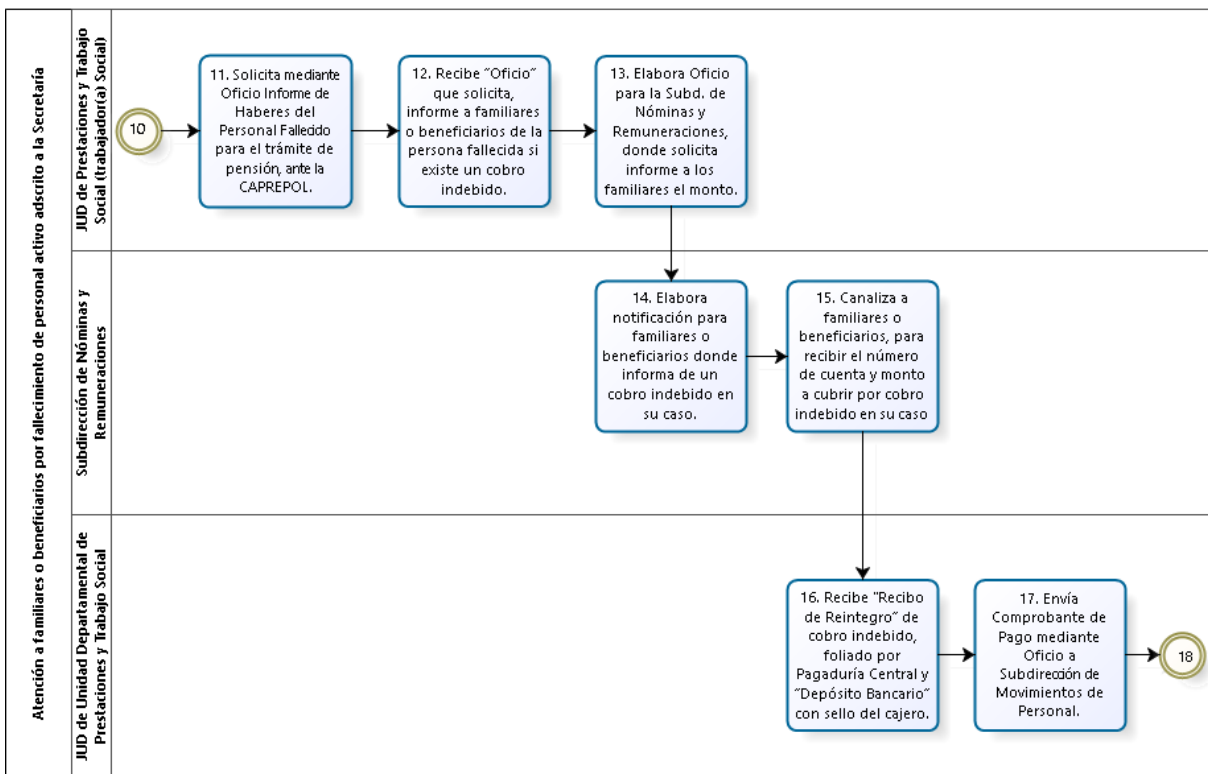 Atención a familiares o beneficiarios por fallecimiento de personal activo adscrito a la Secretaría
JUD de Prestaciones y Trabajo
Social (trabajador(a) Social)
10
11. Solicita mediante
Oficio Informe de
Haberes del
Personal Fallecido
para el trámite de
pensión, ante la
CAPREPOL.
12. Recibe "Oficio"
que solicita,
informe a familiares
o beneficiarios de la
persona fallecida si
existe un cobro
indebido.
13. Elabora Oficio
para la Subd. de
Nóminas y
Remuneraciones,
donde solicita
informe a los
familiares el monto.
Subdirección de Nóminas y
Remuneraciones
14. Elabora
notificación para
familiares o
beneficiarios donde
informa de un
cobro indebido en
su caso.
15. Canaliza a
familiares o
beneficiarios, para
recibir el número
de cuenta y monto
a cubrir por cobro
indebido en su caso
JUD de Unidad Departamental de
Prestaciones y Trabajo Social
16. Recibe "Recibo
de Reintegro" de
cobro indebido,
foliado por
Pagaduría Central y
"Depósito Bancario"
con sello del cajero.
17. Envía
Comprobante de
Pago mediante
Oficio a
Subdirección de
Movimientos de
Personal.
18